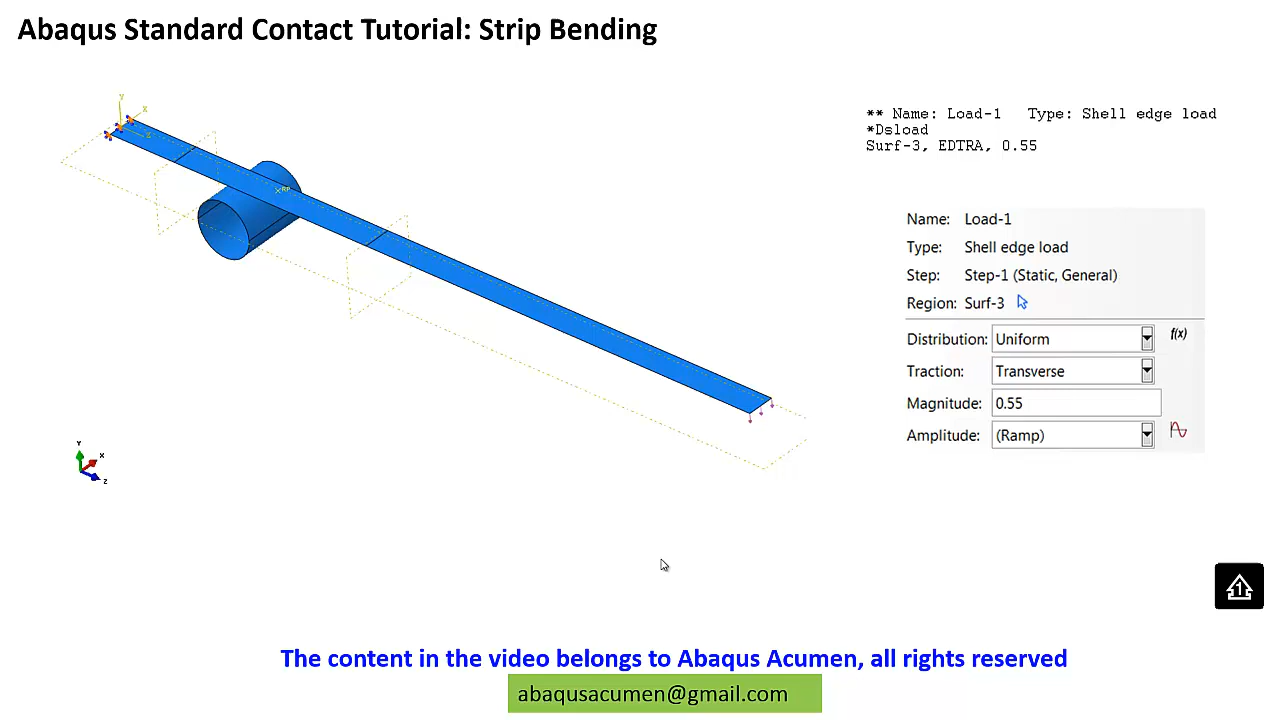 Abaqus Standard Contact Tutorial: Strip Bending
** Name: Load-1   Type: Shell edge load
*Dsload
Surf-3, EDTRA, 0.55
Y
X
Z
RP
Name: Load-1
Type: Shell edge load
Step: Step-1 (Static, General)
Region: Surf-3
Distribution: Uniform f(x)
Traction: Transverse
Magnitude: 0.55
Amplitude: (Ramp)
Y
X
Z
1
The content in the video belongs to Abaqus Acumen, all rights reserved
abaqusacumen@gmail.com